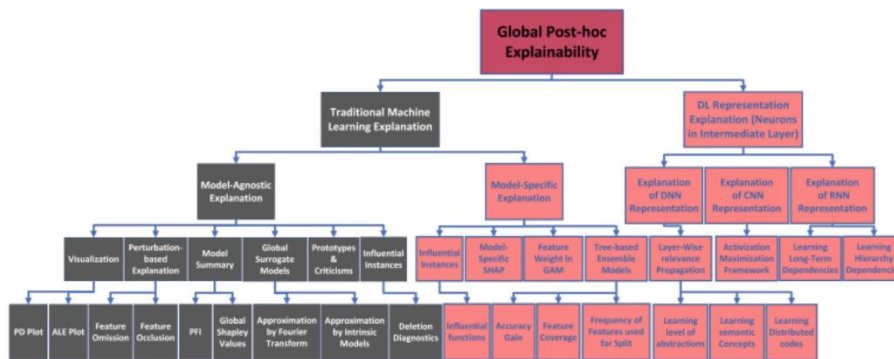 Global Post-hoc
Explainability
Traditional Machine
Learning Explanation
DL Representation
Explanation (Neurons
in Intermediate Layer)
Model-Agnostic
Explanation
Model-Specific
Explanation
Explanation
of DNN
Representation
Explanation
of CNN
Representation
Explanation
of RNN
Representation
Visualization
Perturbation-
based
Explanation
Model
Summary
Global
Surrogate
Models
Prototypes &
Criticisms
Influential
Instances
Influential
Instances
Model-
Specific
SHAP
Feature
Weight in
GAM
Tree-based
Ensemble
Models
Layer-Wise
relevance
Propagation
Activization
Maximization
Framework
Learning
Long-Term
Dependencies
Learning
Hierarchy
Dependenci
PD Plot
ALE Plot
Feature
Omission
Feature
Occlusion
PFI
Global
Shapley
Values
Approximation
by Fourier
Transform
Approximation
by Intrinsic
Models
Deletion
Diagnostics
Influential
functions
Accuracy
Gain
Feature
Coverage
Frequency of
Features used
for Split
Learning
level of
abstractions
Learning
semantic
Concepts
Learning
Distributed
codes